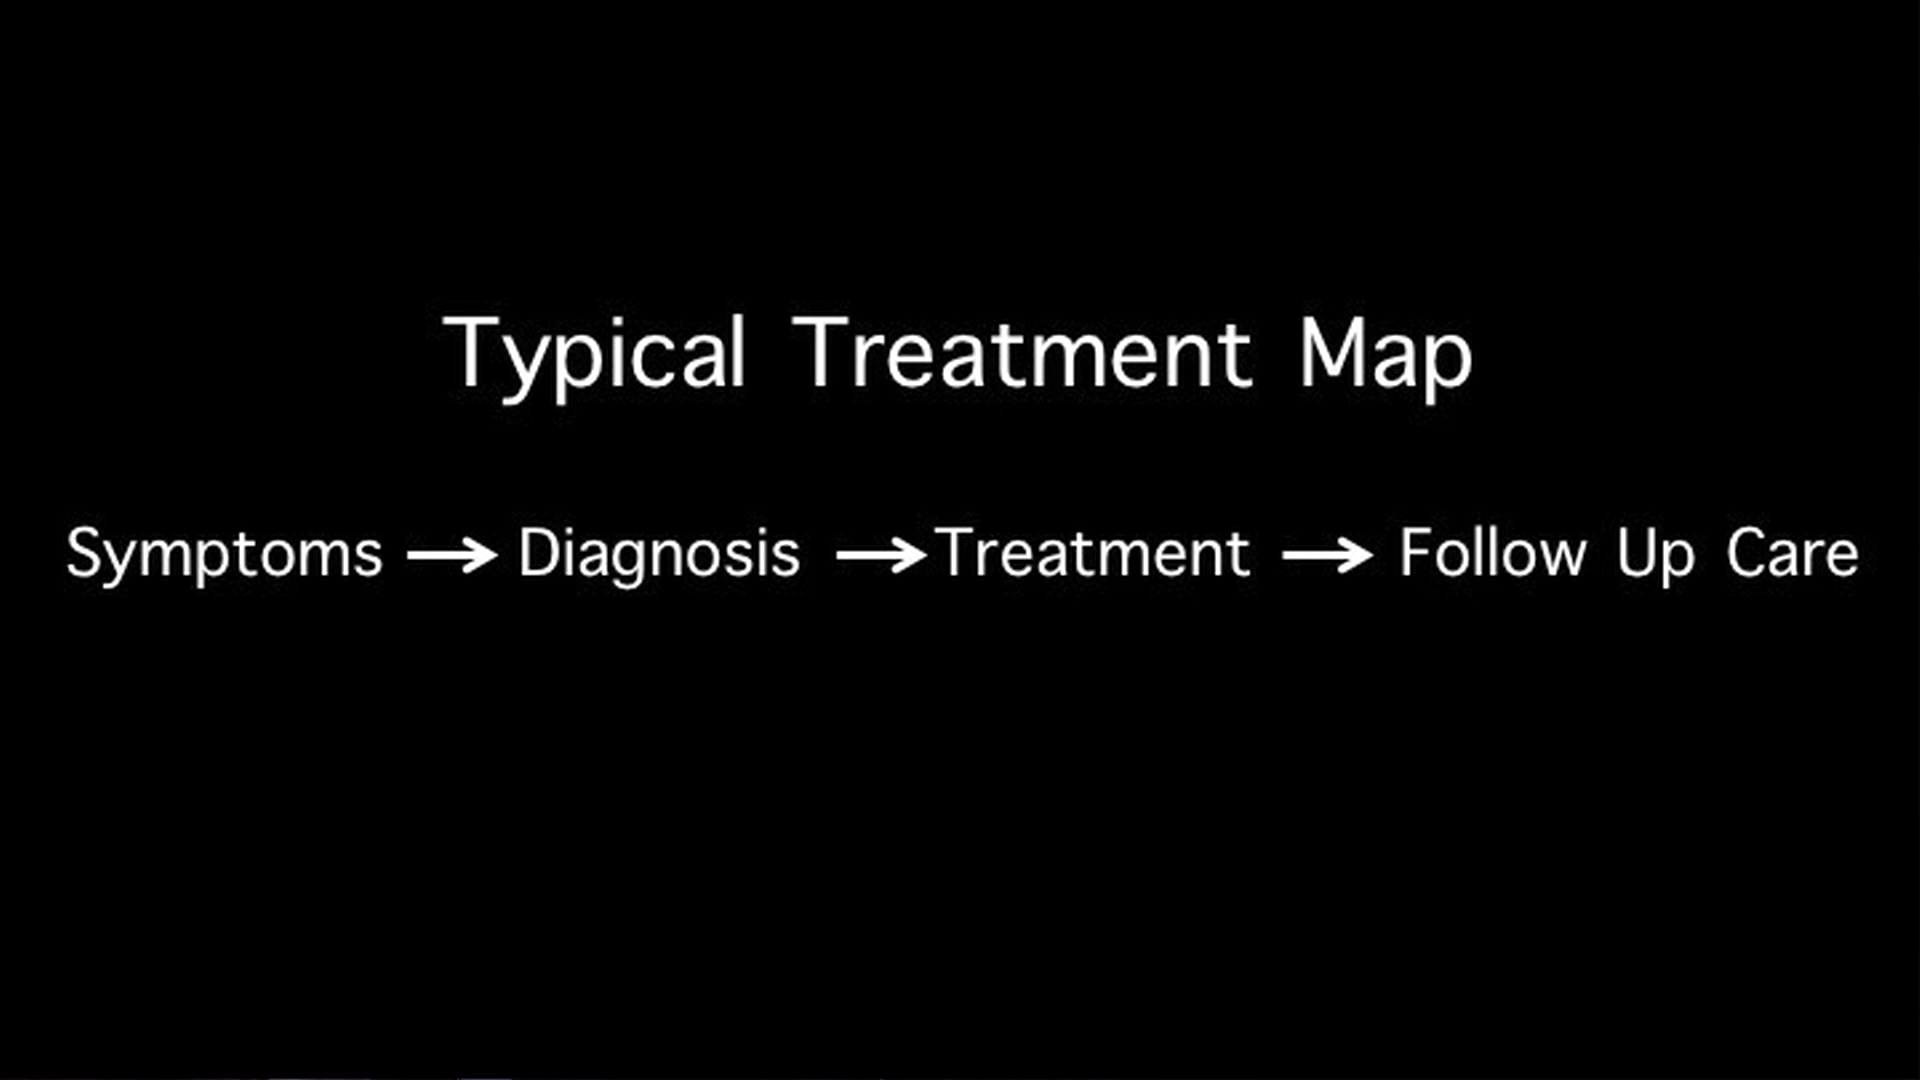 Typical Treatment Map
Symptoms → Diagnosis → Treatment → Follow Up Care